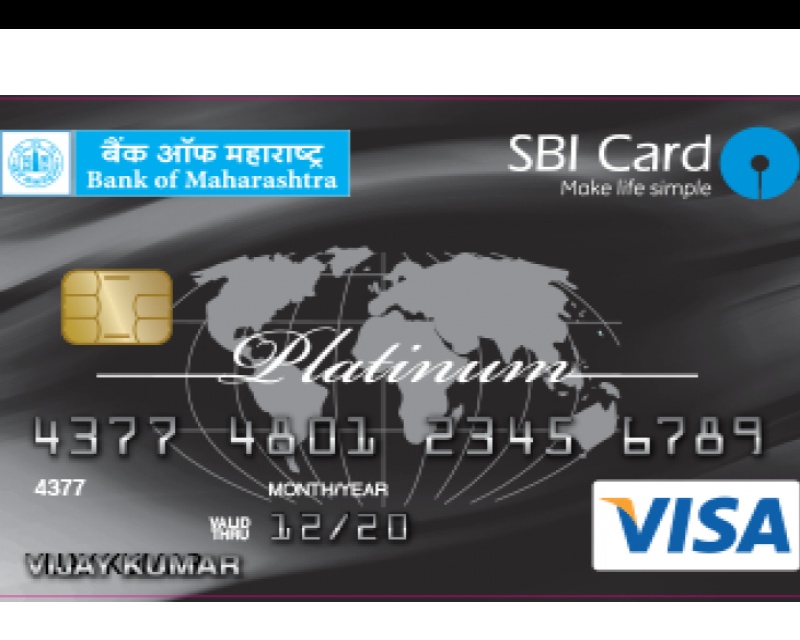 बैंक ऑफ महाराष्ट्र
Bank of Maharashtra
SBI Card
Make life simple
Platinum
4377 4801 2345 6789
4377
MONTH/YEAR
VALID THRU 12/20
VIJAY KUMAR
VISA